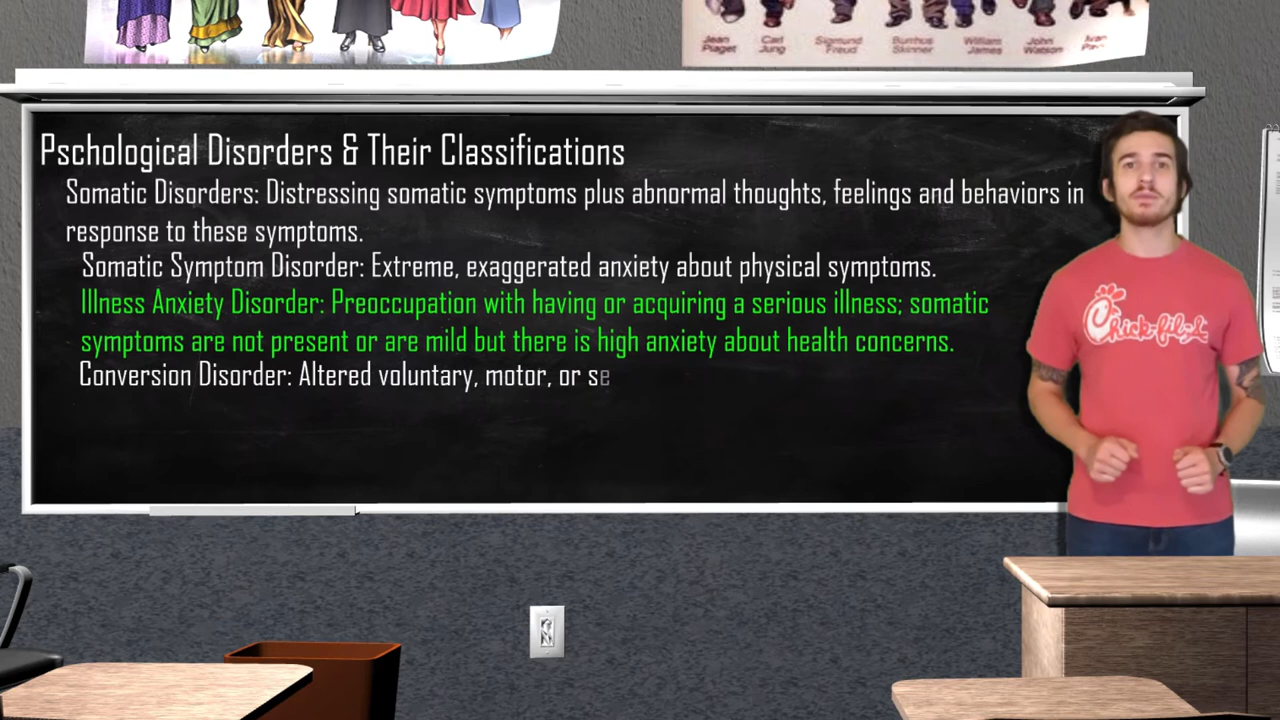 Jean Carl Sigmund Burrhus William John Ivan
Piaget Jung Freud Skinner James Watson
Pschological Disorders & Their Classifications
Somatic Disorders: Distressing somatic symptoms plus abnormal thoughts, feelings and behaviors in
response to these symptoms.
Somatic Symptom Disorder: Extreme, exaggerated anxiety about physical symptoms.
Illness Anxiety Disorder: Preoccupation with having or acquiring a serious illness; somatic
symptoms are not present or are mild but there is high anxiety about health concerns.
Conversion Disorder: Altered voluntary, motor, or se
Chick-fil-A